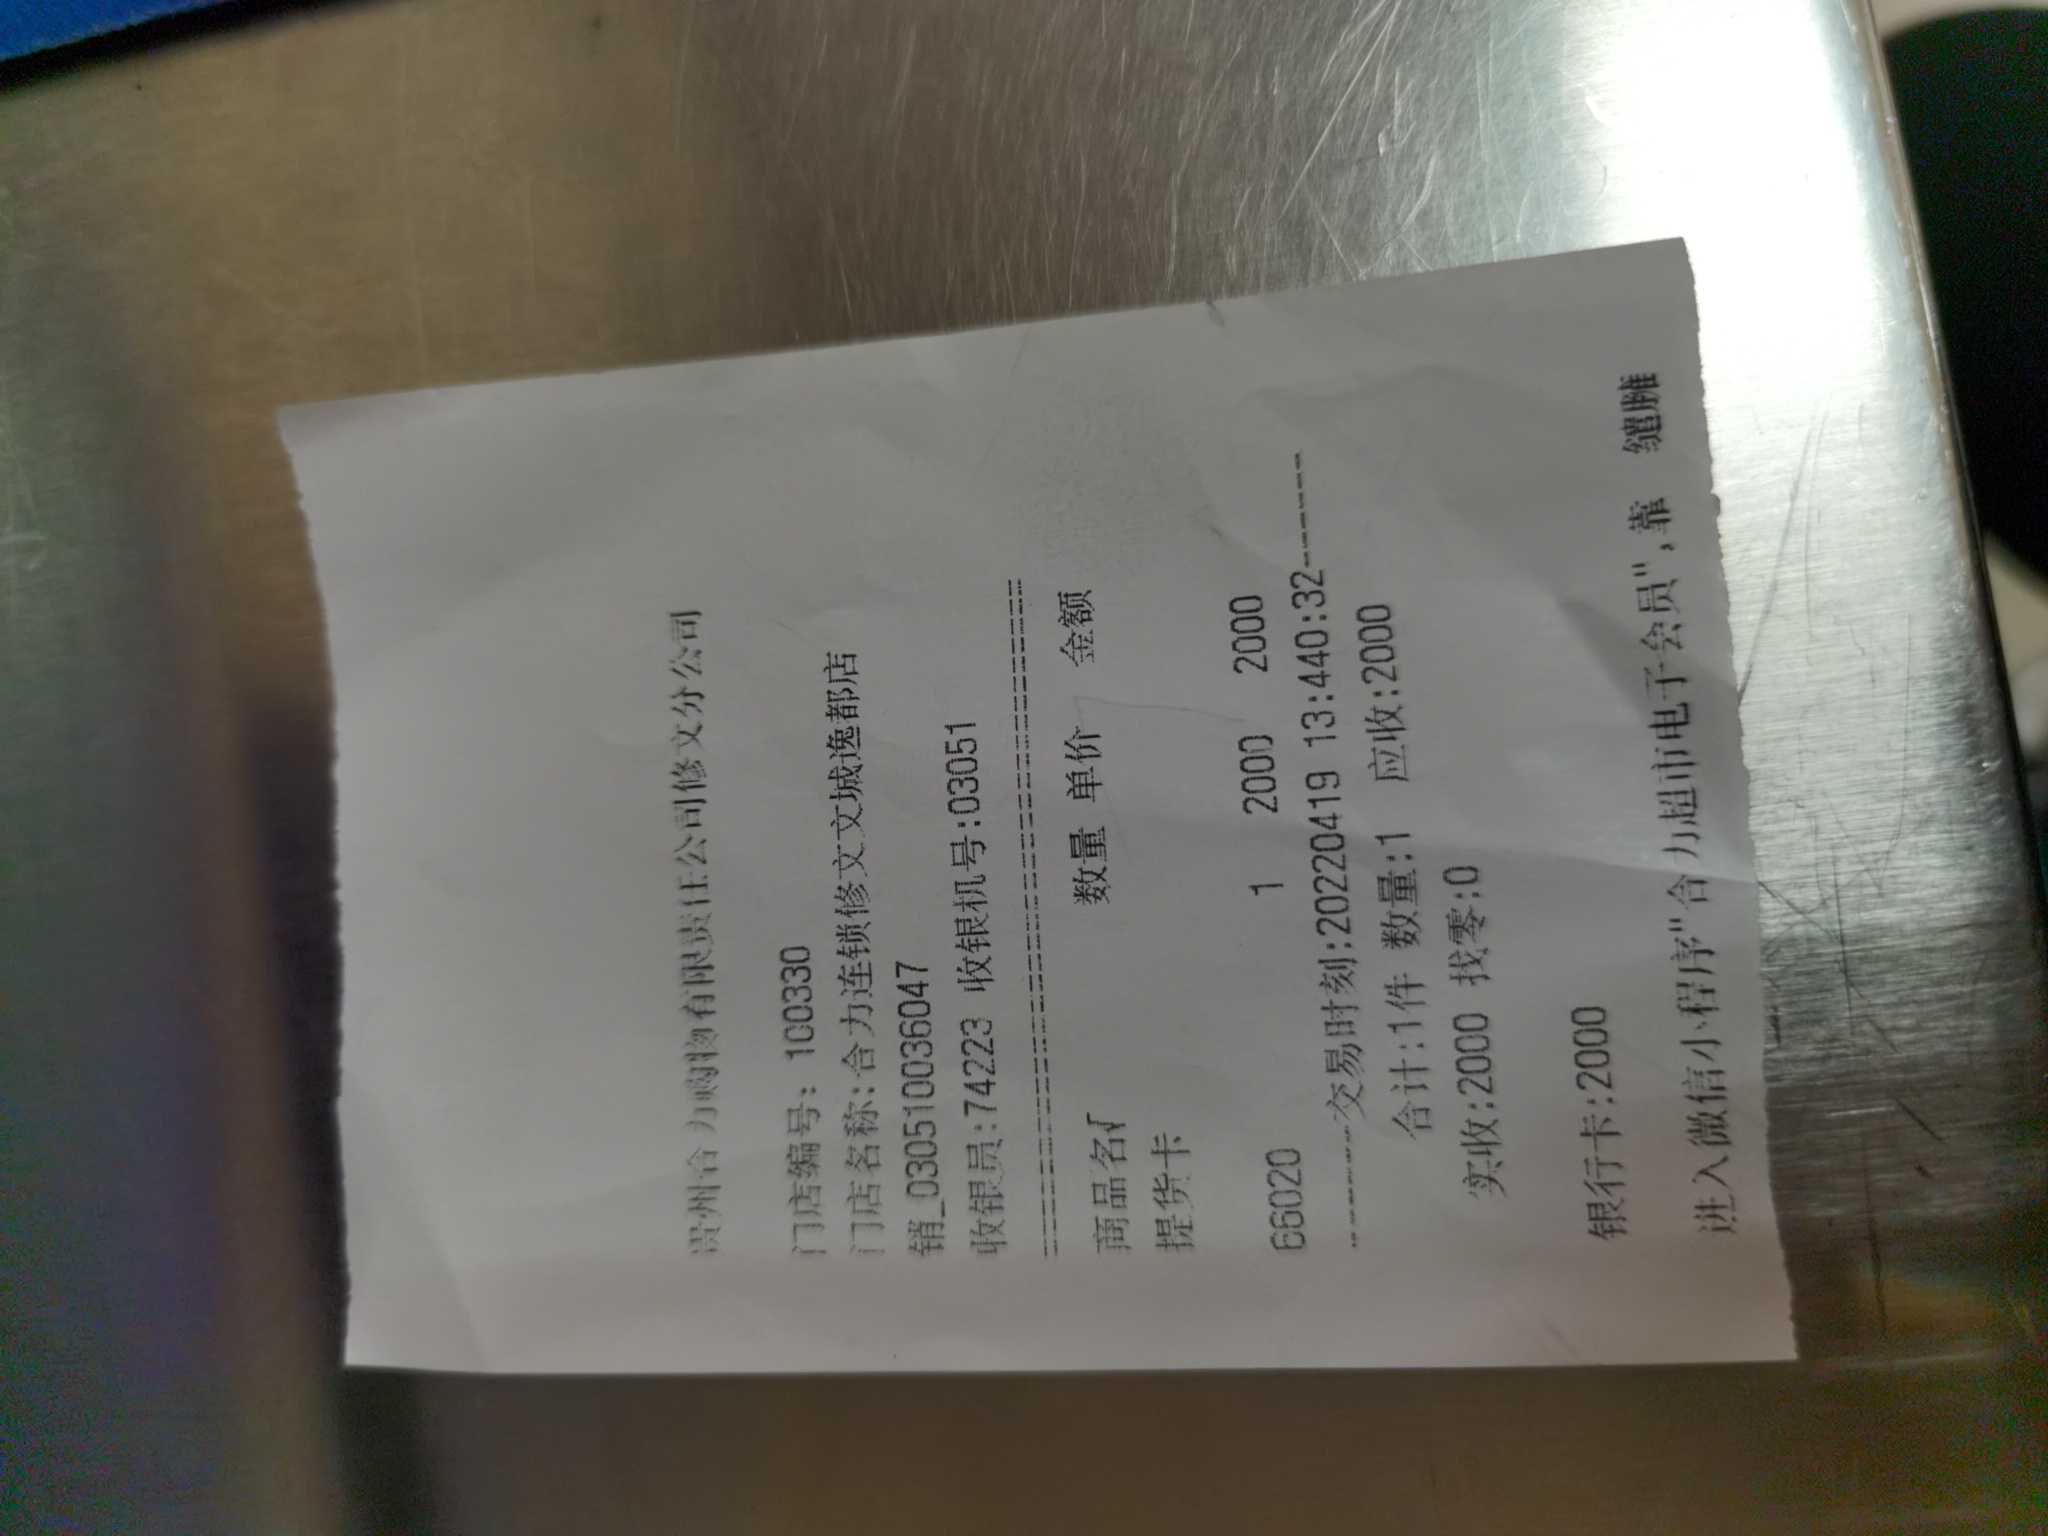 贵州合力购物有限责任公司修文分公司
门店编号: 100330
门店名称:合力连锁修文文城逸都店
销_0305100036047
收银员:74223 收银机号:03051
商品名√ 数量 单价 金额
提货卡
66020 1 2000 2000
交易时刻:20220419 13:440:32
合计:1件 数量:1 应收:2000
实收:2000 找零:0
银行卡:2000
进入微信小程序"合力超市电子会员",靠